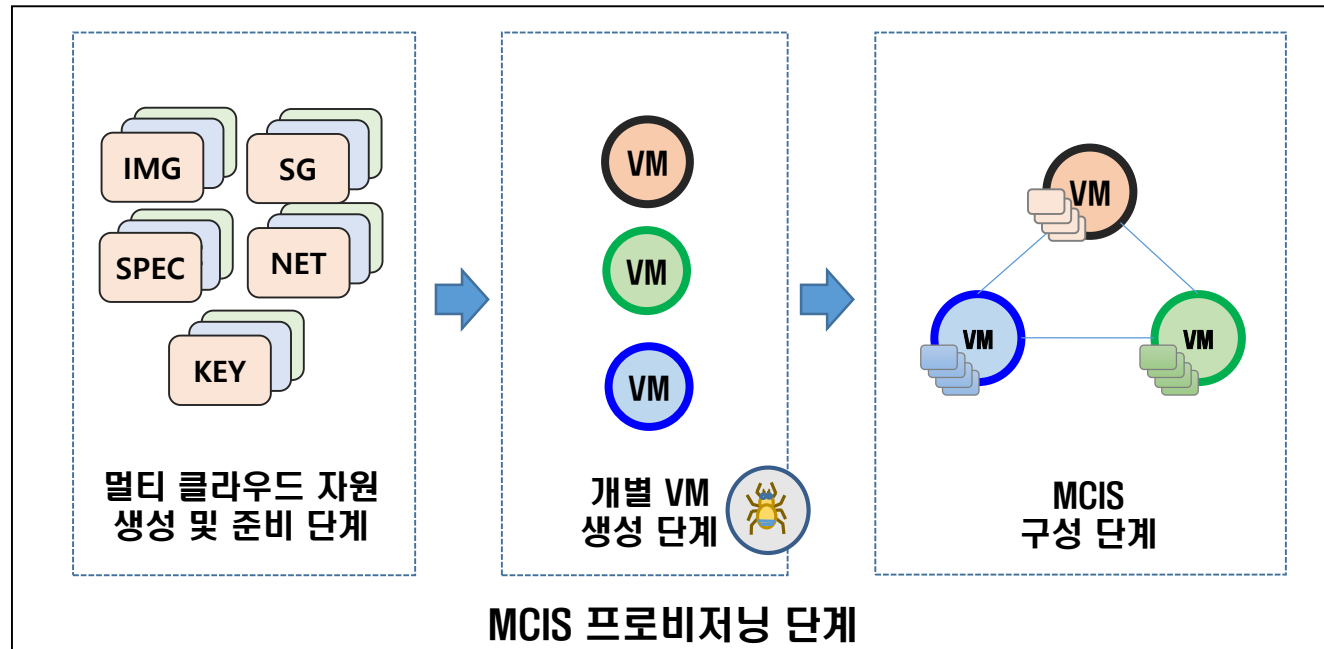 IMG
SG
SPEC
NET
KEY
멀티 클라우드 자원
생성 및 준비 단계
VM
VM
VM
개별 VM
생성 단계
VM
VM
VM
MCIS
구성 단계
MCIS 프로비저닝 단계